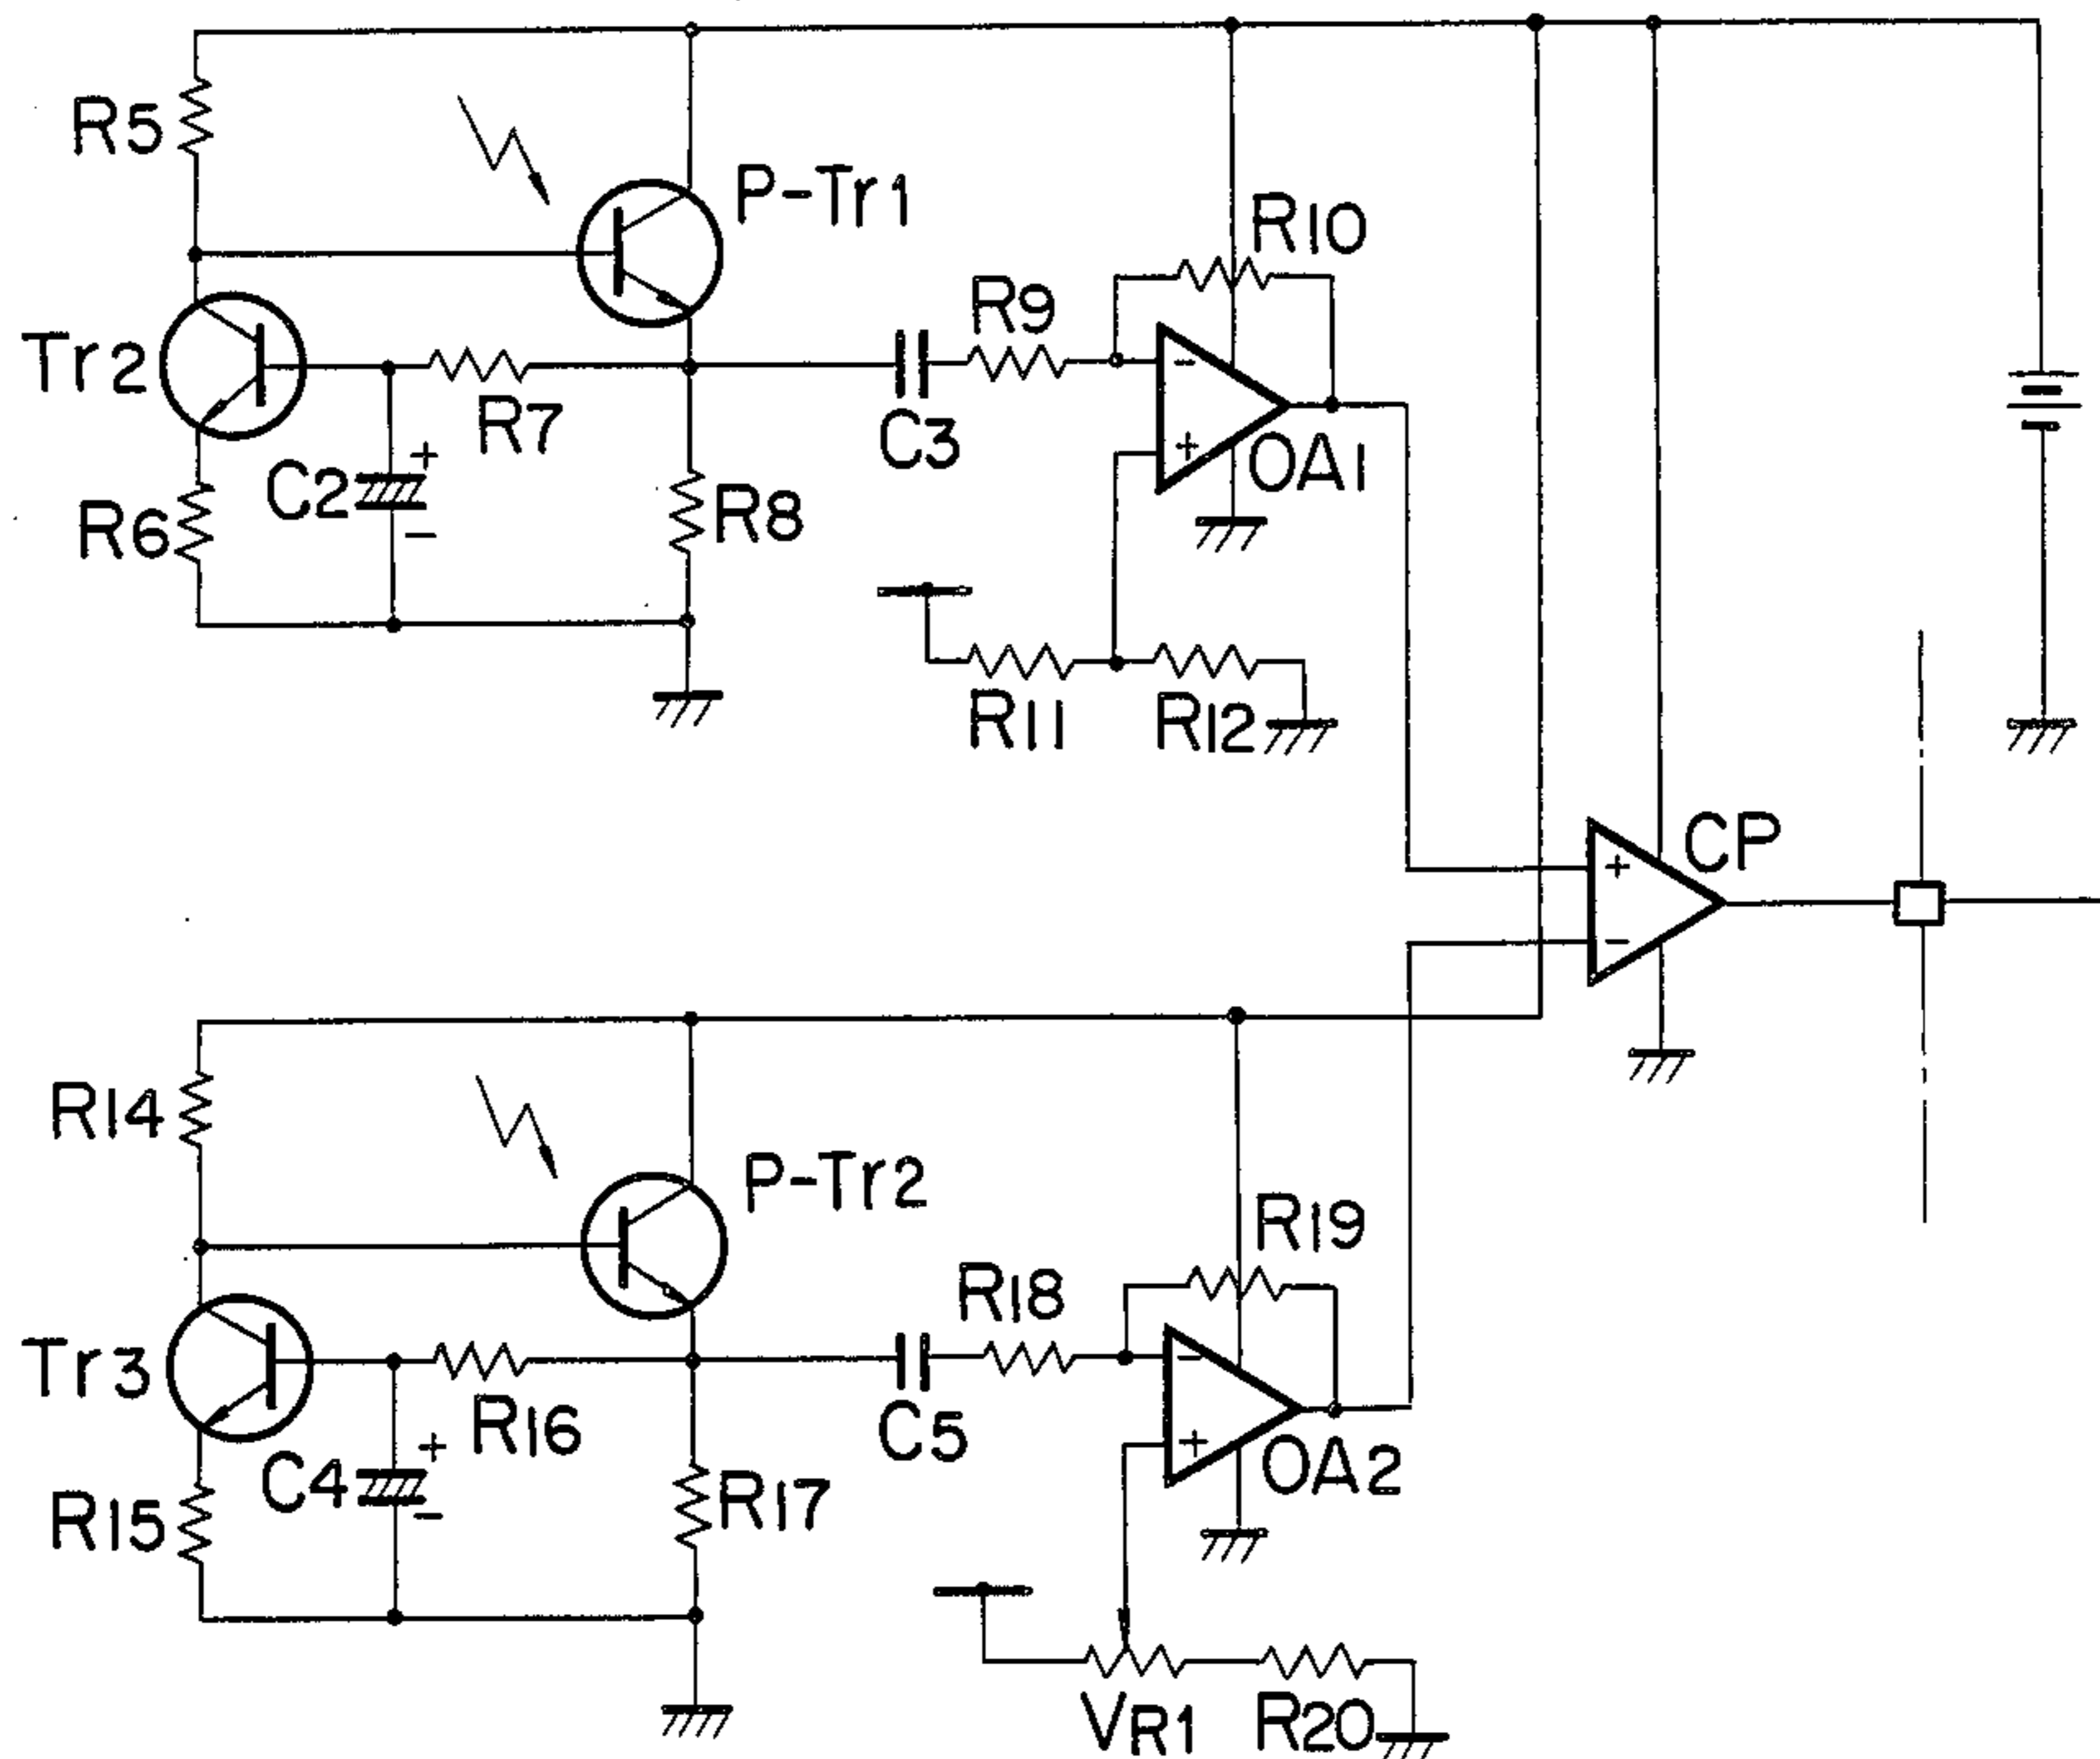 R5
P-Tr1
R10
R9
Tr2
R7
C3
-
+
OA1
+
C2
-
R6
R8
R11
R12
CP
+
-
R14
P-Tr2
R19
R18
Tr3
R16
C5
-
+
OA2
+
C4
-
R15
R17
VR1
R20